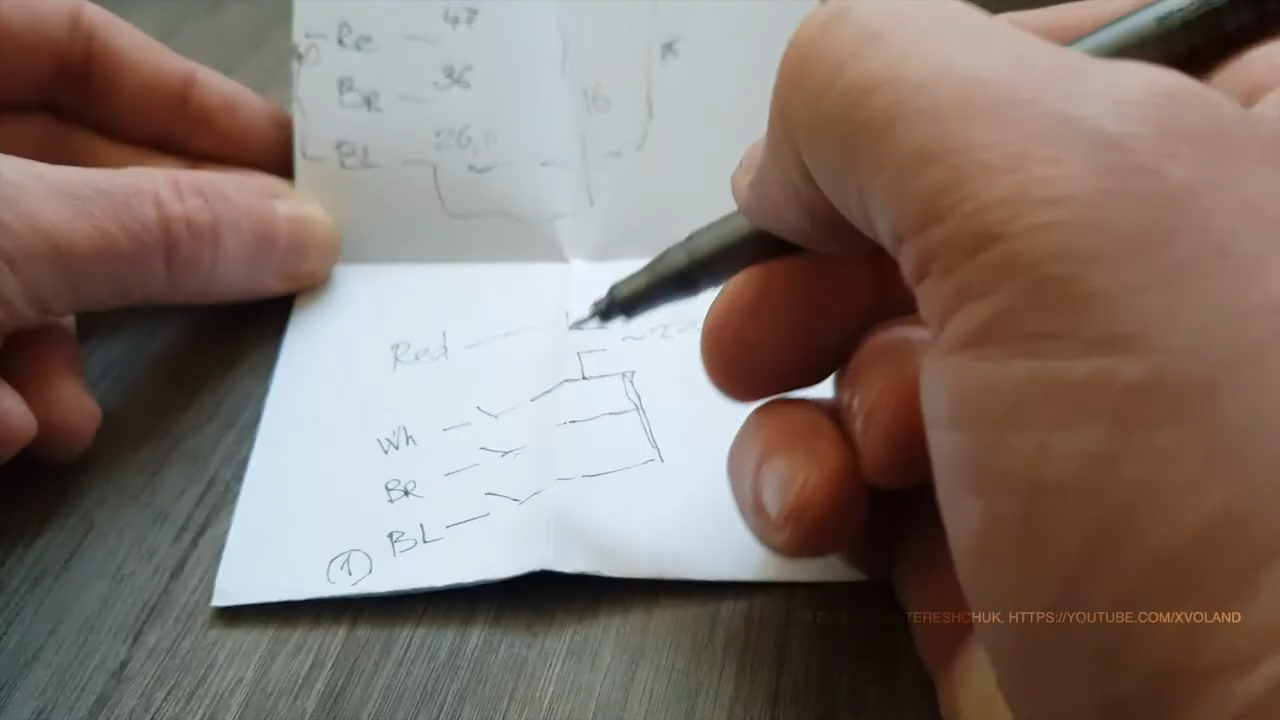 Re — 47
BR — 36
16
BL — 26,
Red
Wh
BR
BL
1
TERESHCHUK. HTTPS://YOUTUBE.COM/XVOLAND